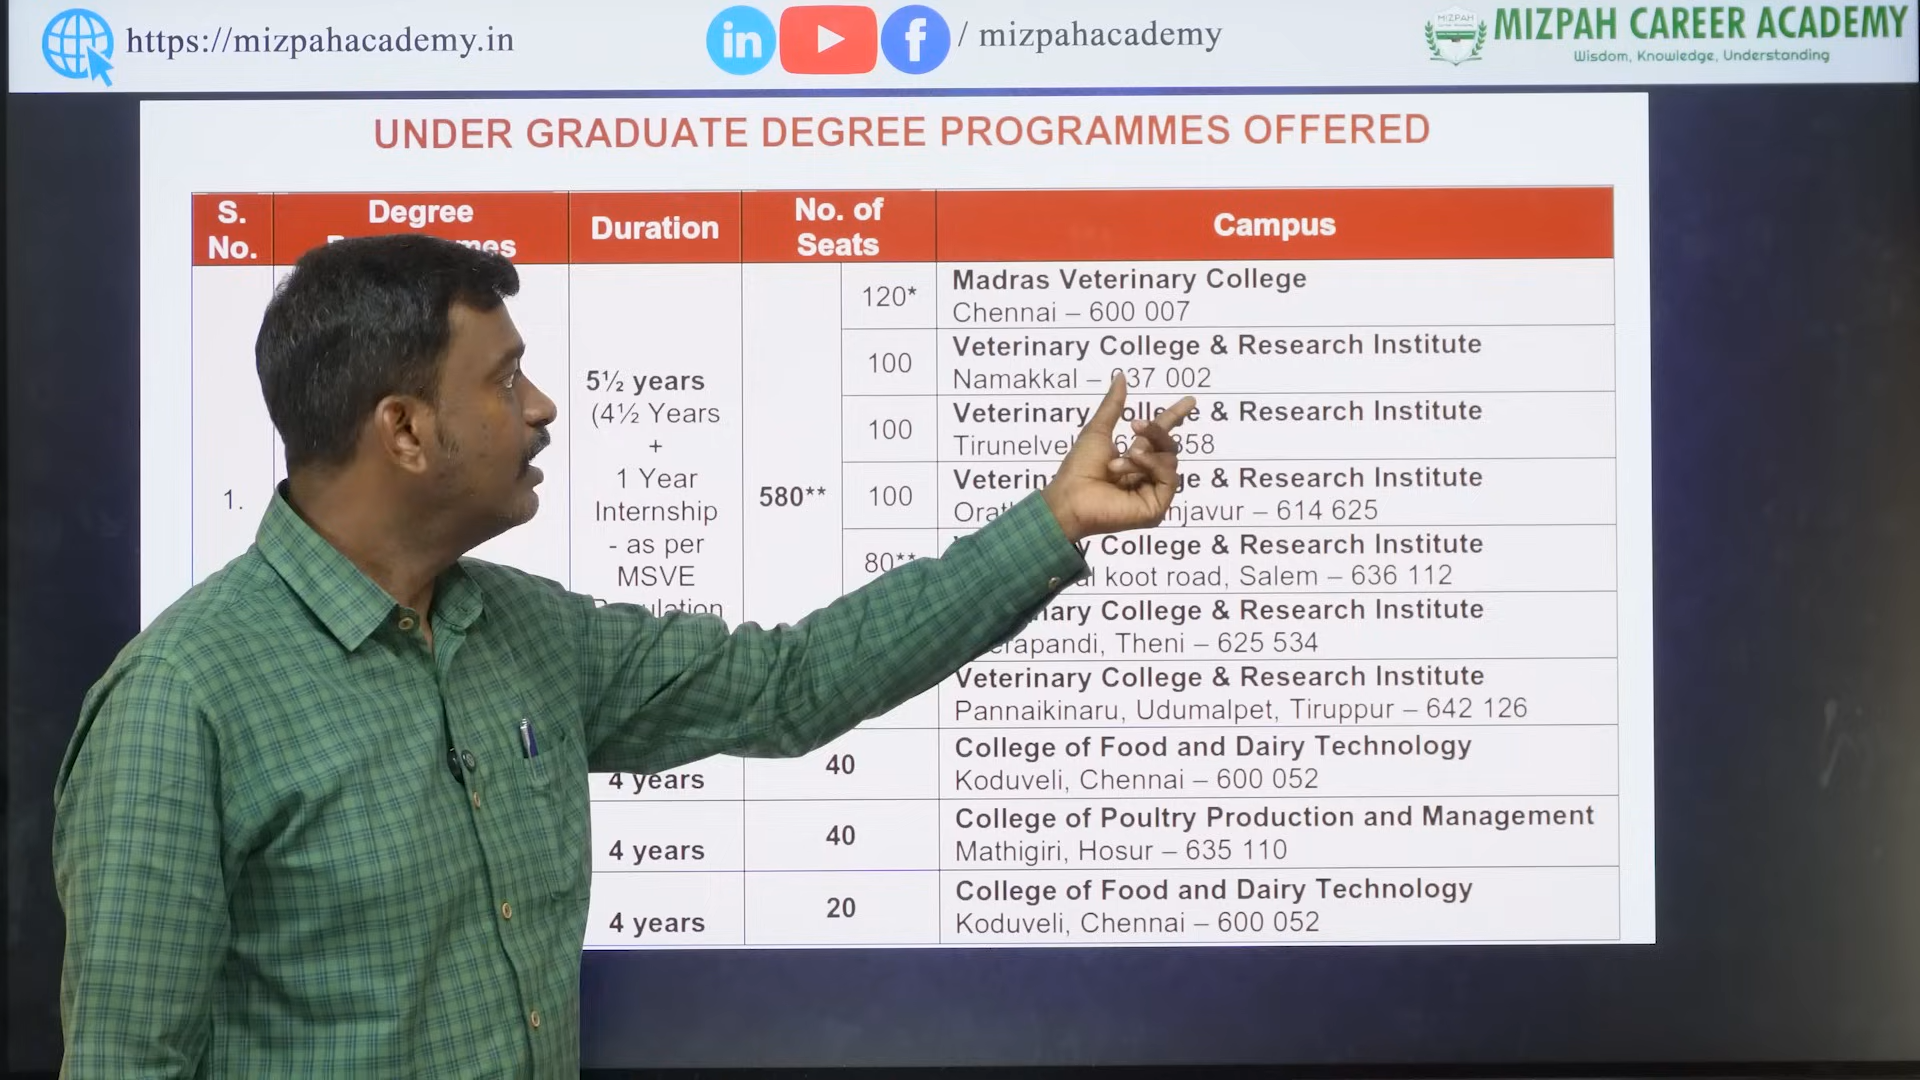 https://mizpahacademy.in
in f / mizpahacademy
MIZPAH
MIZPAH CAREER ACADEMY
Wisdom, Knowledge, Understanding
UNDER GRADUATE DEGREE PROGRAMMES OFFERED
S. No.
Degree
Duration
No. of Seats
Campus
1.
5½ years
(4½ Years
+
1 Year
Internship
- as per
MSVE
580**
120*
Madras Veterinary College
Chennai – 600 007
100
Veterinary College & Research Institute
Namakkal – 37 002
100
Veterinary & Research Institute
358
100
& Research Institute
– 614 625
80**
College & Research Institute
koot road, Salem – 636 112
College & Research Institute
Theni – 625 534
Veterinary College & Research Institute
Pannaikinaru, Udumalpet, Tiruppur – 642 126
4 years
40
College of Food and Dairy Technology
Koduveli, Chennai – 600 052
4 years
40
College of Poultry Production and Management
Mathigiri, Hosur – 635 110
4 years
20
College of Food and Dairy Technology
Koduveli, Chennai – 600 052